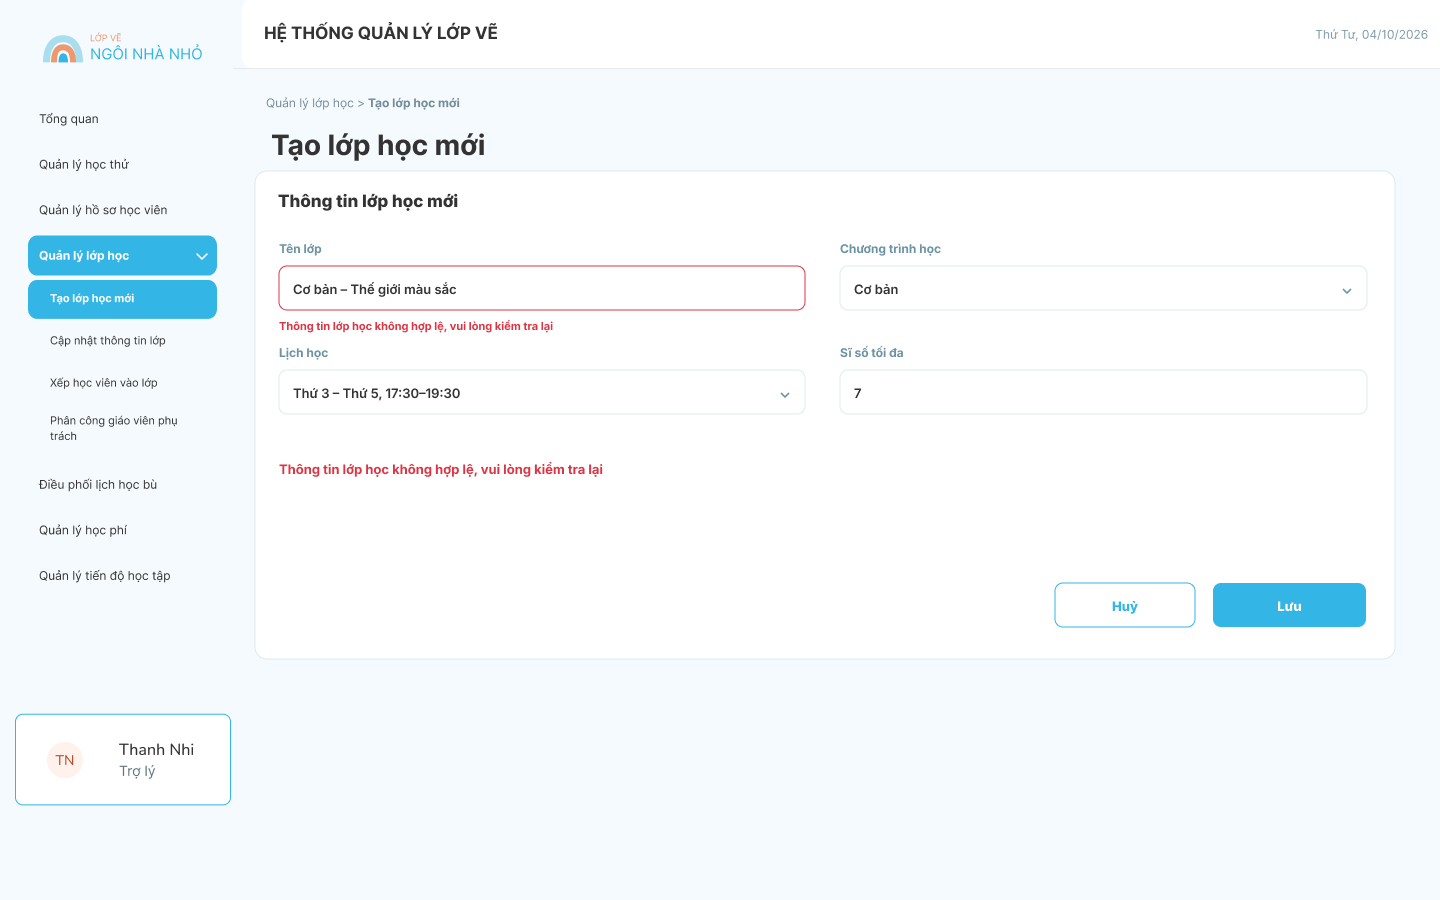 LỚP VẼ
NGÔI NHÀ NHỎ
HỆ THỐNG QUẢN LÝ LỚP VẼ
Thứ Tư, 04/10/2026
Tổng quan
Quản lý học thử
Quản lý hồ sơ học viên
Quản lý lớp học
Tạo lớp học mới
Cập nhật thông tin lớp
Xếp học viên vào lớp
Phân công giáo viên phụ
trách
Điều phối lịch học bù
Quản lý học phí
Quản lý tiến độ học tập
TN
Thanh Nhi
Trợ lý
Quản lý lớp học > Tạo lớp học mới
Tạo lớp học mới
Thông tin lớp học mới
Tên lớp
Cơ bản – Thế giới màu sắc
Thông tin lớp học không hợp lệ, vui lòng kiểm tra lại
Chương trình học
Cơ bản
Lịch học
Thứ 3 – Thứ 5, 17:30–19:30
Sĩ số tối đa
7
Thông tin lớp học không hợp lệ, vui lòng kiểm tra lại
Huỷ
Lưu